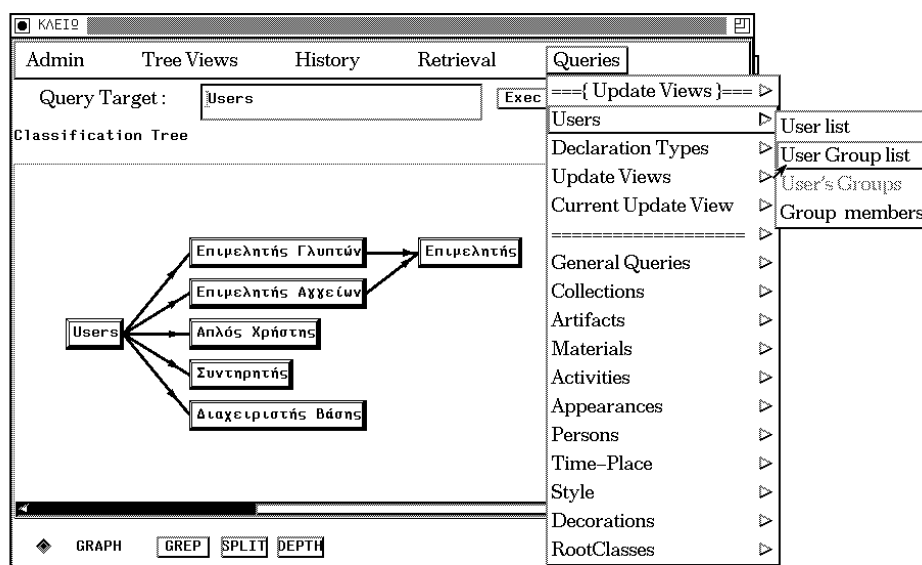 ΚΛΕΙΩ
Admin Tree Views History Retrieval Queries
Query Target : Users Exec
Classification Tree
==={ Update Views }===
Users
Declaration Types
Update Views
Current Update View
===================
General Queries
Collections
Artifacts
Materials
Activities
Appearances
Persons
Time–Place
Style
Decorations
RootClasses
User list
User Group list
User's Groups
Group members
Users
Επιμελητής Γλυπτών
Επιμελητής Αγγείων
Απλός Χρήστης
Συντηρητής
Διαχειριστής Βάσης
Επιμελητής
GRAPH GREP SPLIT DEPTH